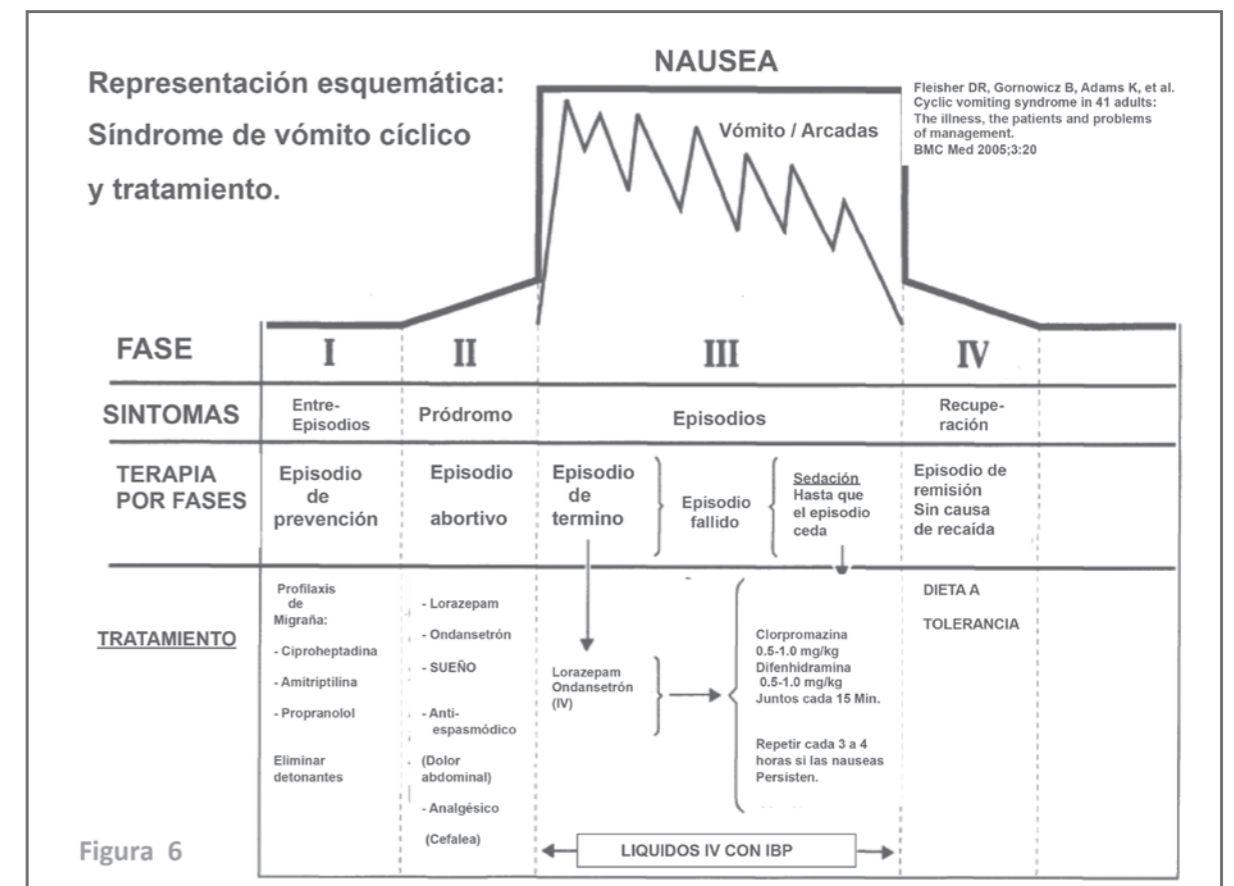 Representación esquemática:
Síndrome de vómito cíclico
y tratamiento.
NAUSEA
Vómito / Arcadas
Fleisher DR, Gornowicz B, Adams K, et al.
Cyclic vomiting syndrome in 41 adults:
The illness, the patients and problems
of management.
BMC Med 2005;3:20
FASE
I
II
III
IV
SINTOMAS
Entre-
Episodios
Pródromo
Episodios
Recupe-
ración
TERAPIA
POR FASES
Episodio
de
prevención
Episodio
abortivo
Episodio
de
termino
Episodio
fallido
Sedación
Hasta que
el episodio
ceda
Episodio de
remisión
Sin causa
de recaída
TRATAMIENTO
Profilaxis
de
Migraña:
- Ciproheptadina
- Amitriptilina
- Propranolol
Eliminar
detonantes
- Lorazepam
- Ondansetrón
- SUEÑO
- Anti-
espasmódico
(Dolor
abdominal)
- Analgésico
(Cefalea)
Lorazepam
Ondansetrón
(IV)
Clorpromazina
0.5-1.0 mg/kg
Difenhidramina
0.5-1.0 mg/kg
Juntos cada 15 Min.
Repetir cada 3 a 4
horas si las nauseas
Persisten.
DIETA A
TOLERANCIA
LIQUIDOS IV CON IBP
Figura 6